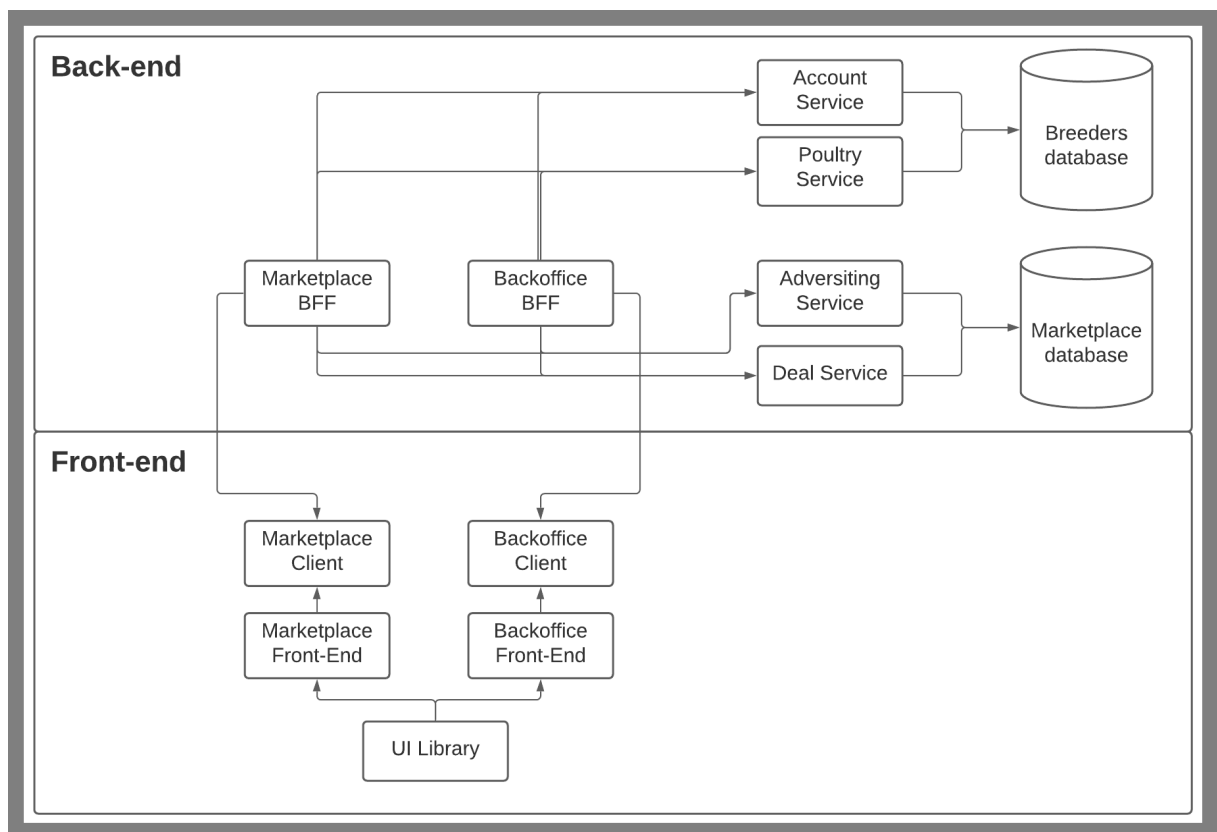 Back-end
Account
Service
Breeders
database
Poultry
Service
Marketplace
BFF
Backoffice
BFF
Adversiting
Service
Marketplace
database
Deal Service
Front-end
Marketplace
Client
Backoffice
Client
Marketplace
Front-End
Backoffice
Front-End
UI Library